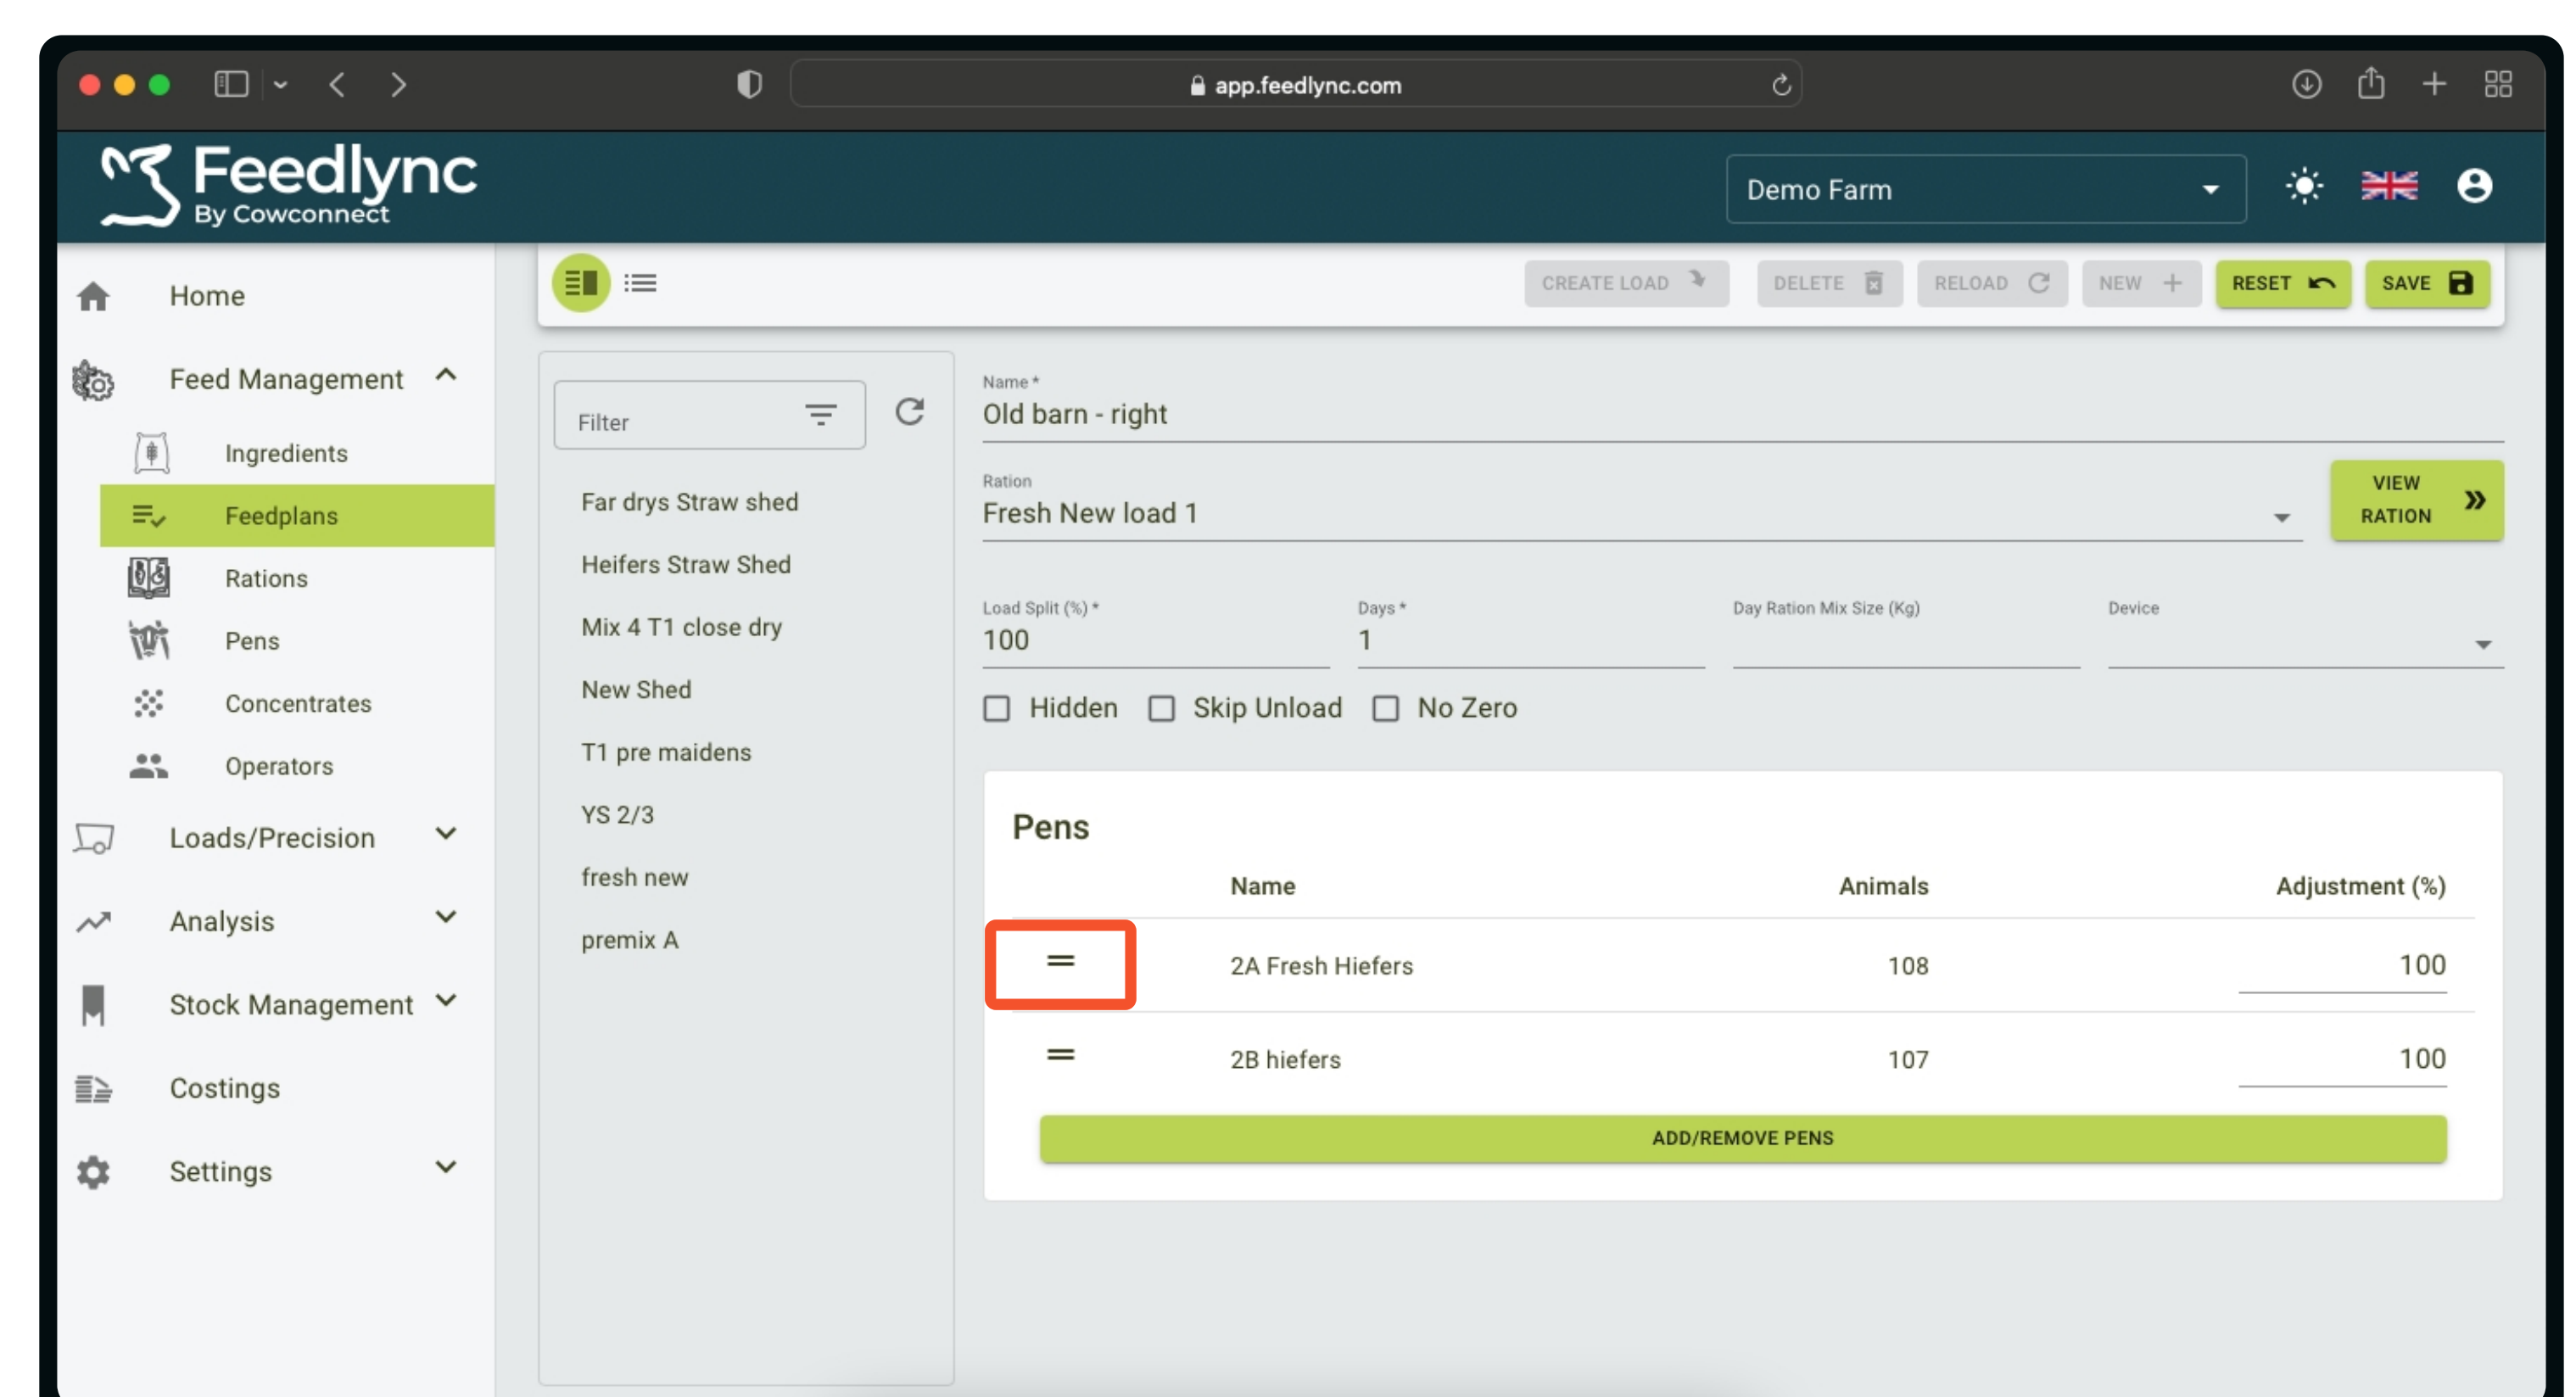 app.feedlync.com
Feedlync
By Cowconnect
Demo Farm
Home
Feed Management
Ingredients
Feedplans
Rations
Pens
Concentrates
Operators
Loads/Precision
Analysis
Stock Management
Costings
Settings
CREATE LOAD
DELETE
RELOAD
NEW
RESET
SAVE
Filter
Far drys Straw shed
Heifers Straw Shed
Mix 4 T1 close dry
New Shed
T1 pre maidens
YS 2/3
fresh new
premix A
Name *
Old barn - right
Ration
Fresh New load 1
VIEW
RATION
Load Split (%) * Days * Day Ration Mix Size (Kg) Device
100 1
Hidden Skip Unload No Zero
Pens
Name Animals Adjustment (%)
2A Fresh Hiefers 108 100
2B hiefers 107 100
ADD/REMOVE PENS